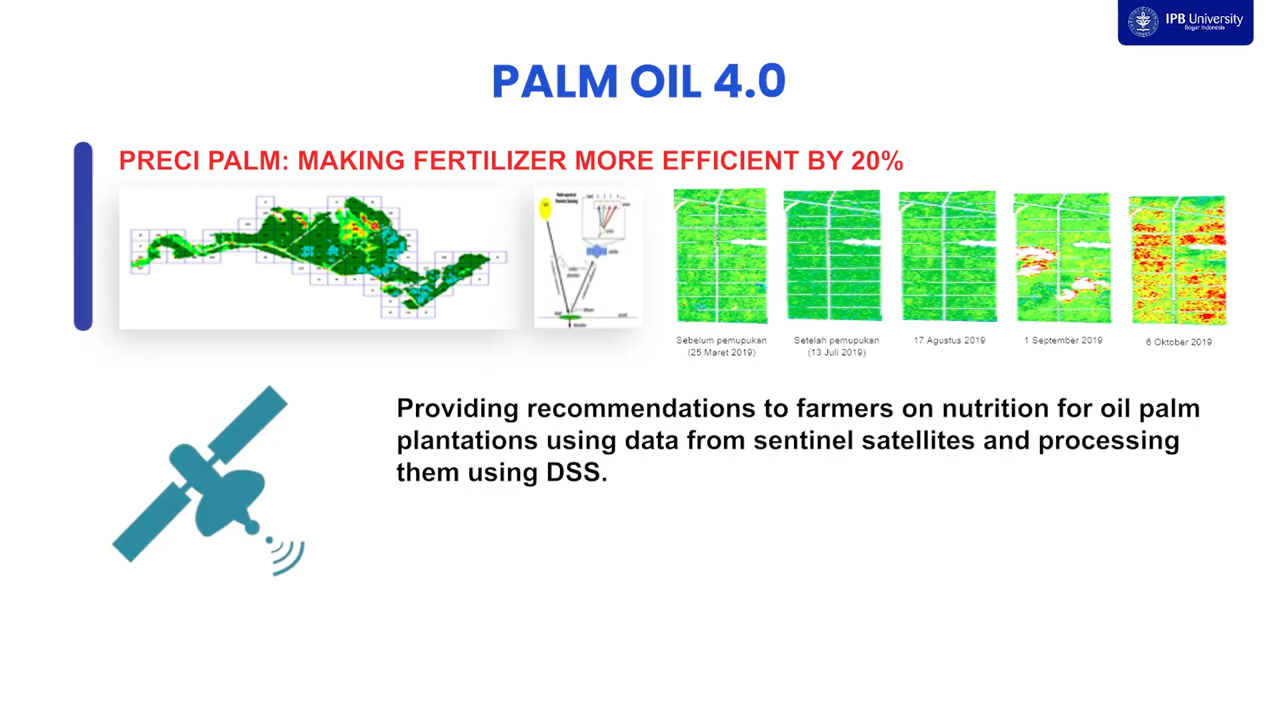 IPB University
Bogor Indonesia
PALM OIL 4.0
PRECI PALM: MAKING FERTILIZER MORE EFFICIENT BY 20%
Sebelum pemupukan
(25 Maret 2019)
Setelah pemupukan
(13 Juli 2019)
17 Agustus 2019
1 September 2019
6 Oktober 2019
Providing recommendations to farmers on nutrition for oil palm
plantations using data from sentinel satellites and processing
them using DSS.